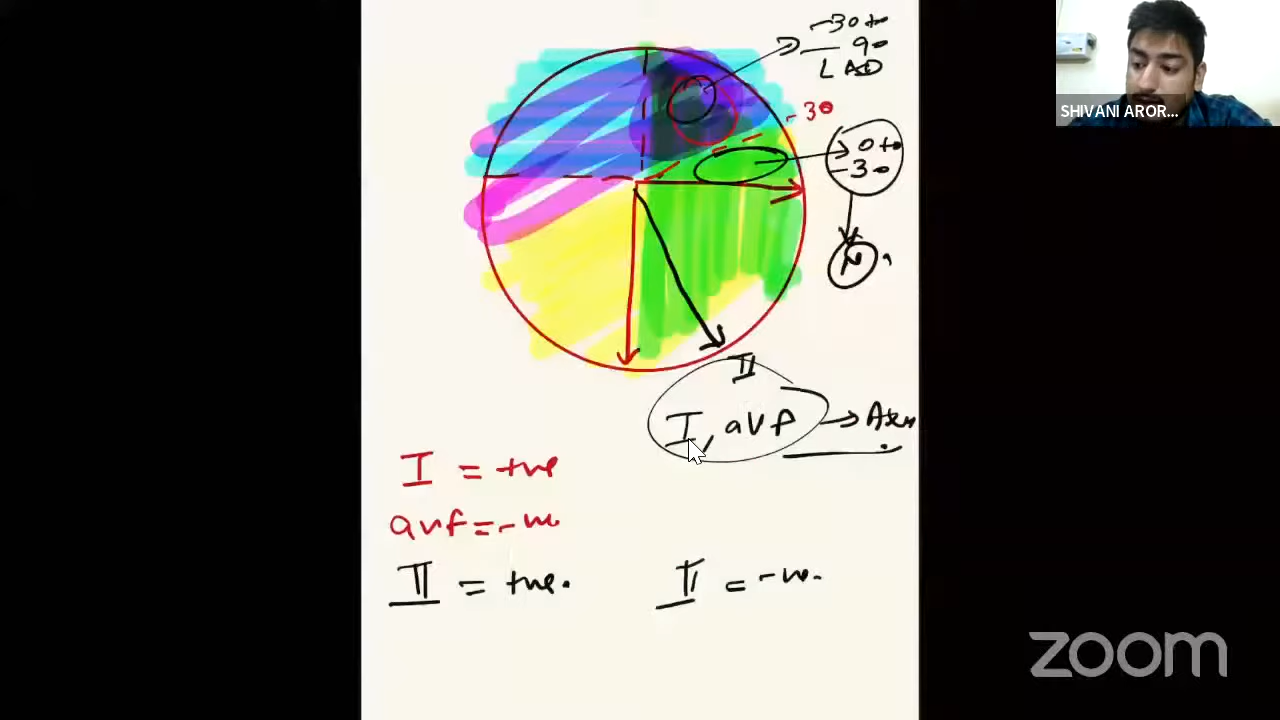 -30 to
- 90
LAD
- 30
0 to
-30
N
SHIVANI AROR...
II
I, aVF → Axis
I = +ve
avf = -ve
II = +ve.
II = -ve.
zoom